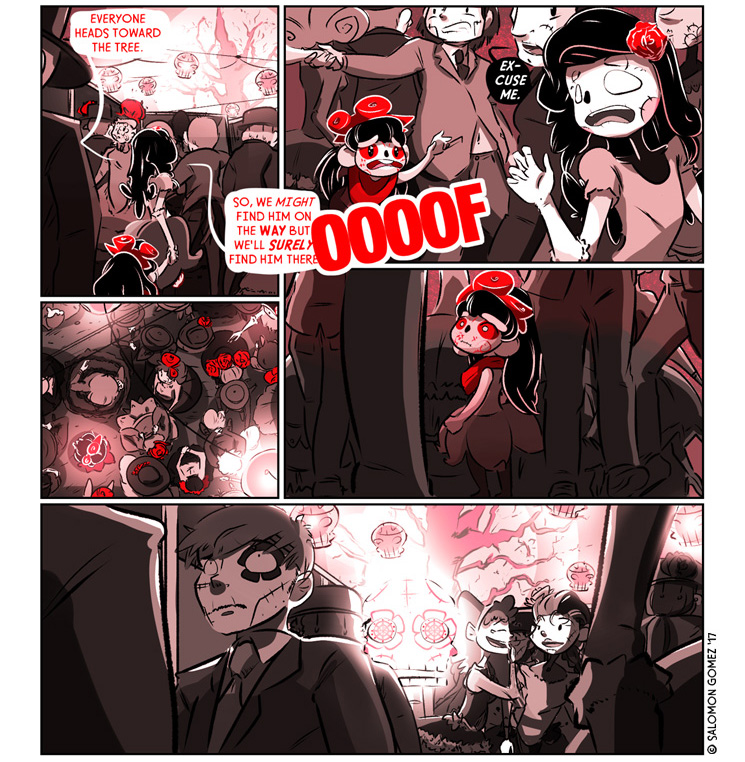 EVERYONE
HEADS TOWARD
THE TREE.
SO, WE MIGHT
FIND HIM ON
THE WAY BUT
WE'LL SURELY
FIND HIM THERE
EX-
CUSE
ME.
OOOOF
© SALOMON GOMEZ '17